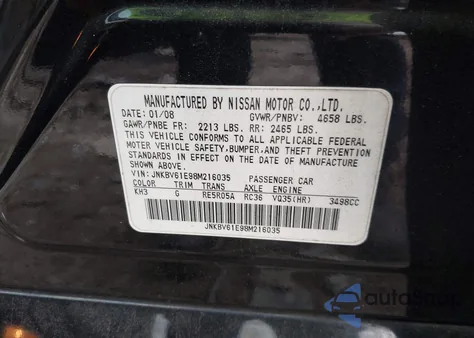 MANUFACTURED BY NISSAN MOTOR CO.,LTD.
DATE: 01/08 GVWR/PNBV: 4658 LBS.
GAWR/PNBE FR: 2213 LBS. RR: 2465 LBS.
THIS VEHICLE CONFORMS TO ALL APPLICABLE FEDERAL
MOTOR VEHICLE SAFETY, BUMPER, AND THEFT PREVENTION
STANDARDS IN EFFECT ON THE DATE OF MANUFACTURE
SHOWN ABOVE.
VIN: JNKBV61E98M216035 PASSENGER CAR
COLOR TRIM TRANS AXLE ENGINE
KH3 G RE5R05A RC36 VQ35(HR) 3498CC
JNKBV61E98M216035
autoSnap